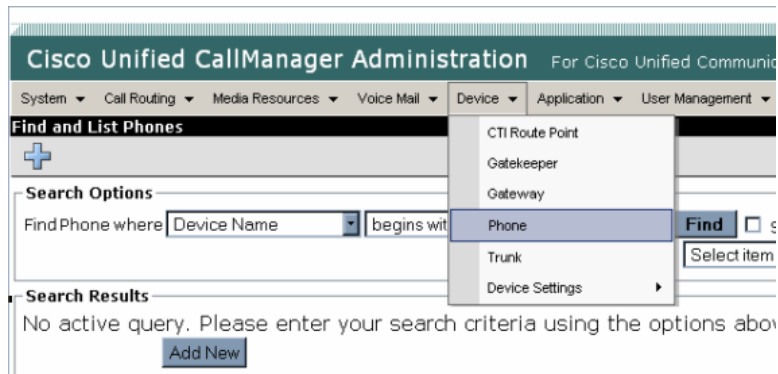 Cisco Unified CallManager Administration For Cisco Unified Communic
System Call Routing Media Resources Voice Mail Device Application User Management
Find and List Phones
CTI Route Point
Gatekeeper
Gateway
Phone
Trunk
Device Settings
Search Options
Find Phone where Device Name begins wit Find
Select item
Search Results
No active query. Please enter your search criteria using the options abov
Add New